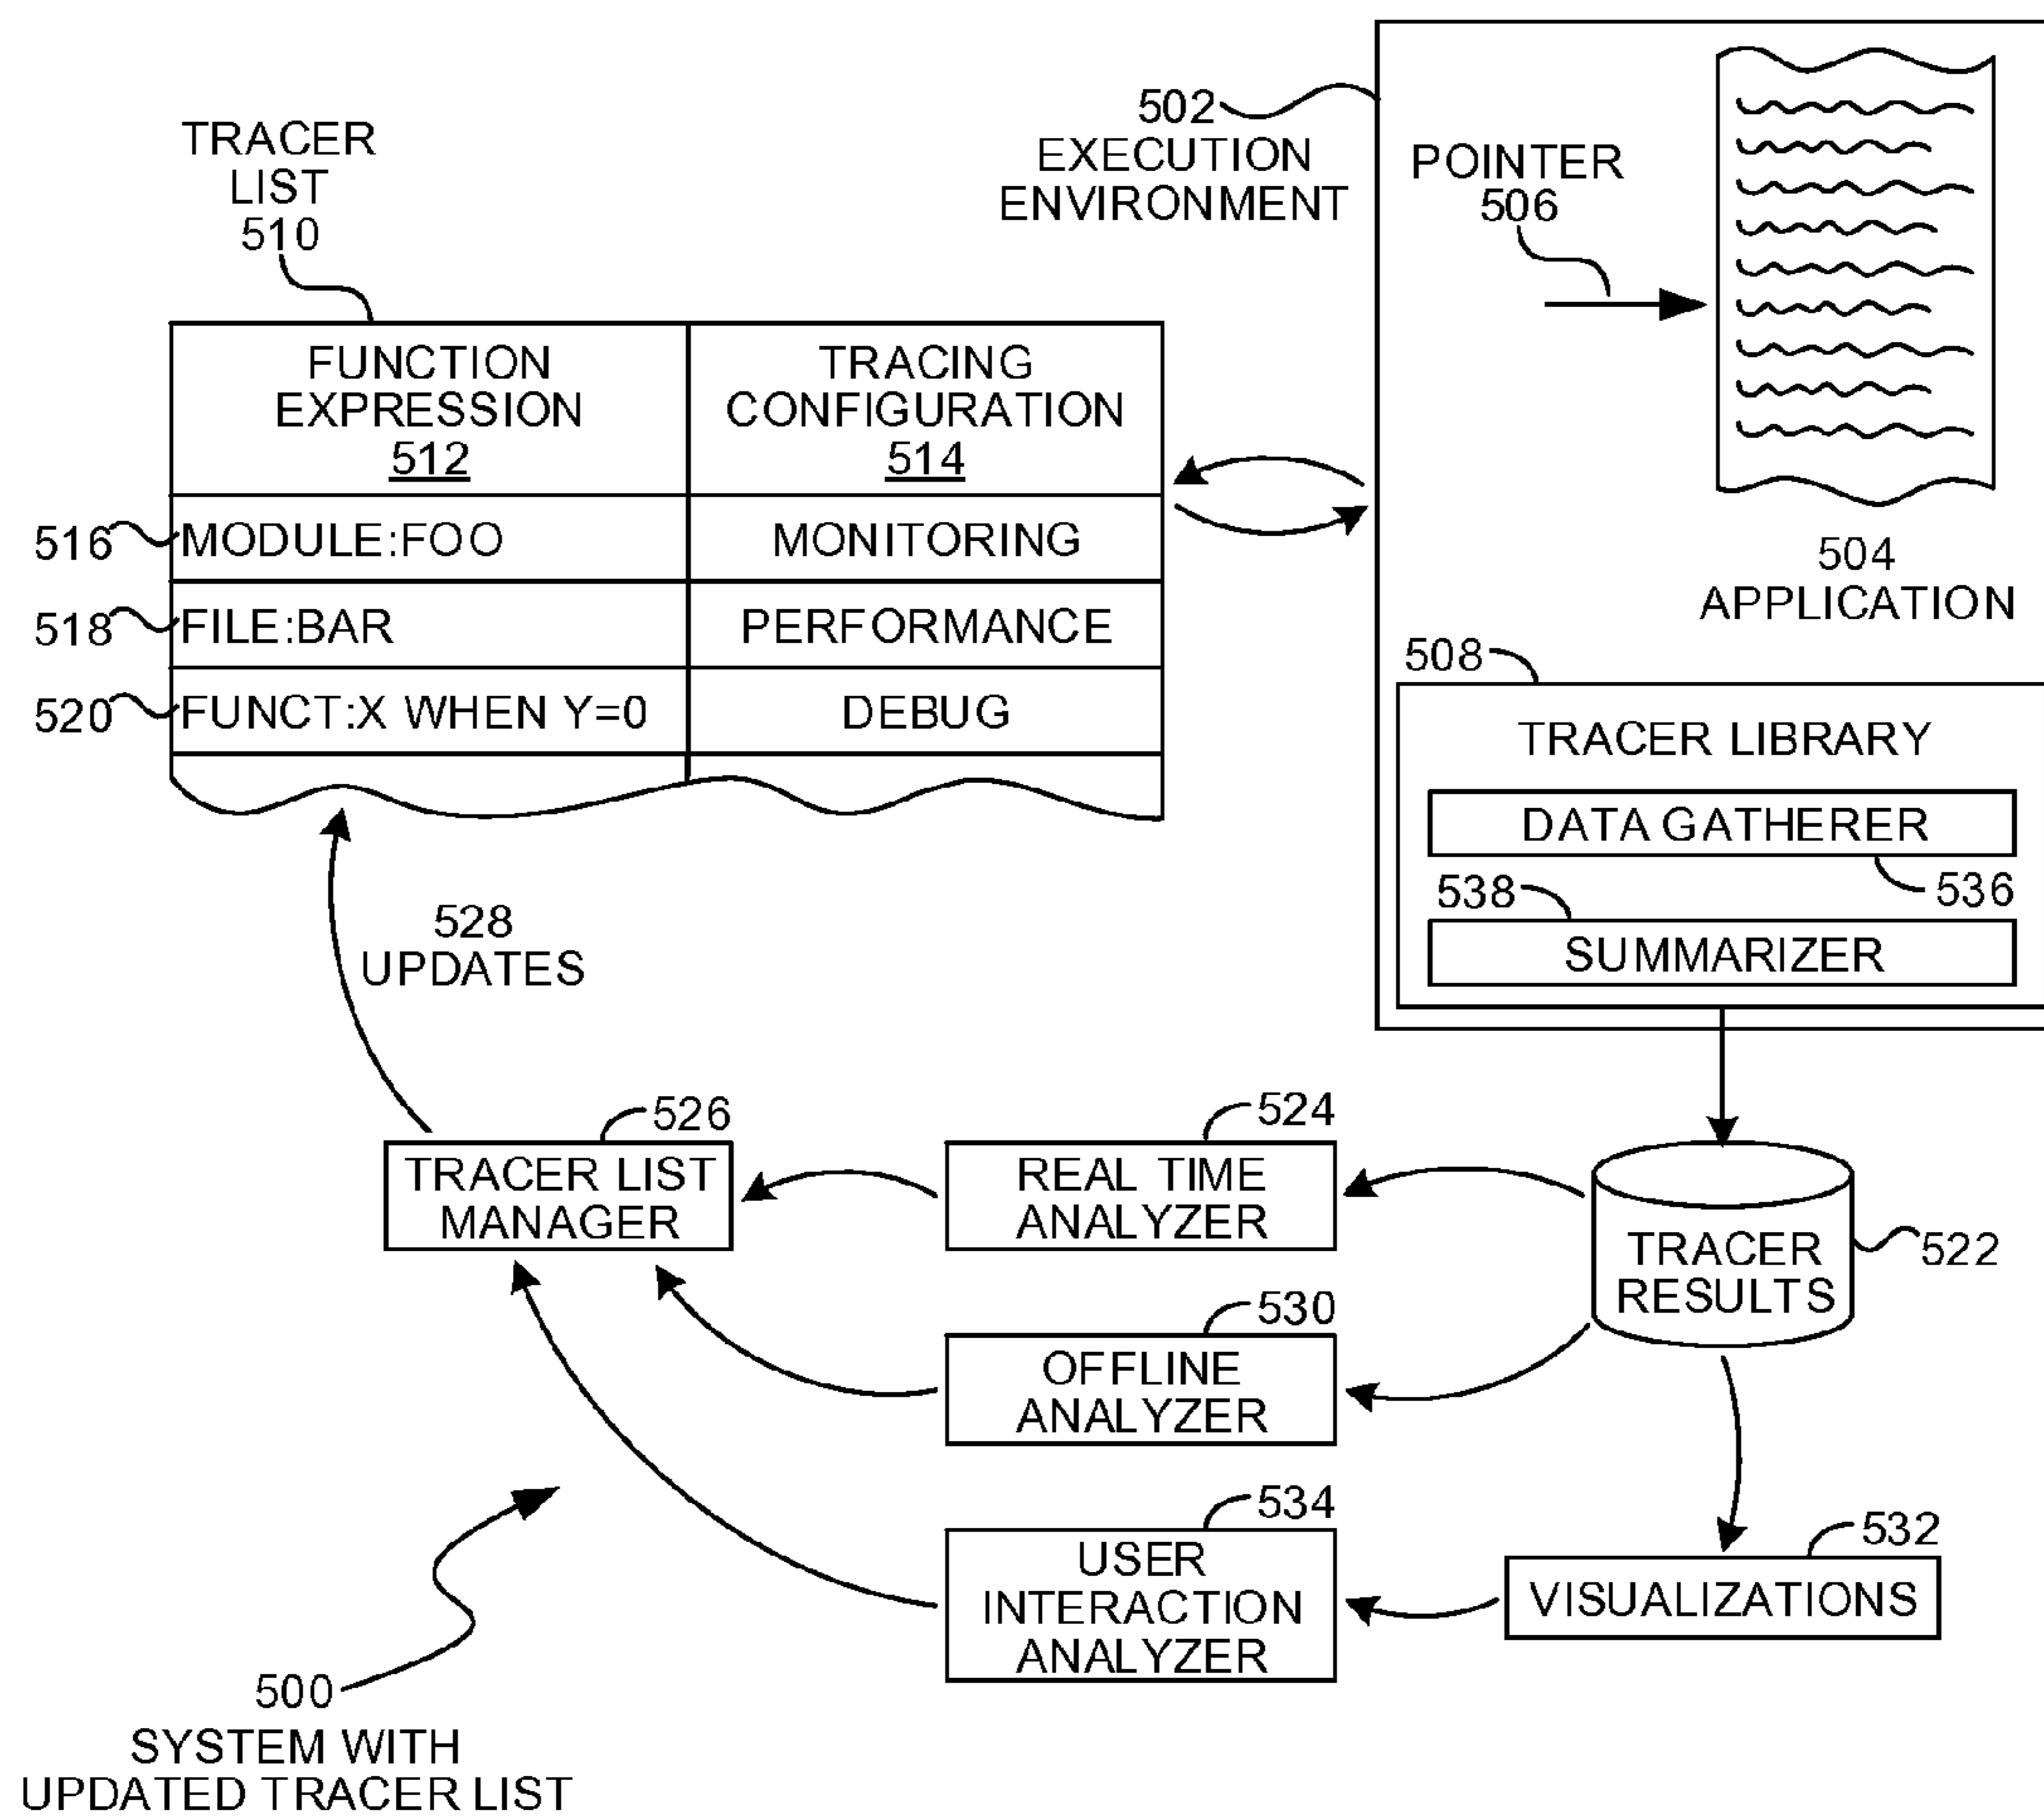 TRACER
LIST
510
502
EXECUTION
ENVIRONMENT
POINTER
506
504
APPLICATION
FUNCTION
EXPRESSION
512
TRACING
CONFIGURATION
514
516
MODULE:FOO
MONITORING
518
FILE:BAR
PERFORMANCE
520
FUNCT:X WHEN Y=0
DEBUG
508
TRACER LIBRARY
DATA GATHERER
536
538
SUMMARIZER
528
UPDATES
526
TRACER LIST
MANAGER
524
REAL TIME
ANALYZER
TRACER
RESULTS
522
530
OFFLINE
ANALYZER
534
USER
INTERACTION
ANALYZER
532
VISUALIZATIONS
500
SYSTEM WITH
UPDATED TRACER LIST